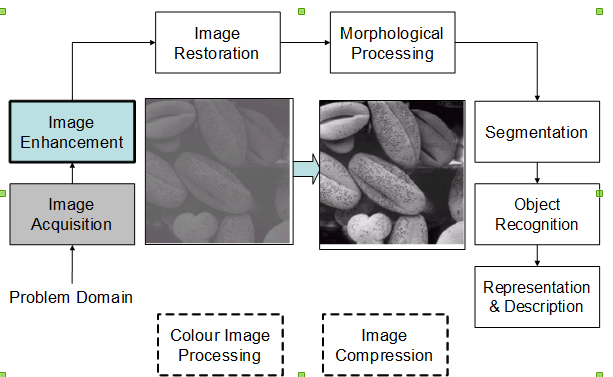 Image
Restoration
Morphological
Processing
Image
Enhancement
Segmentation
Image
Acquisition
Object
Recognition
Problem Domain
Representation
& Description
Colour Image
Processing
Image
Compression